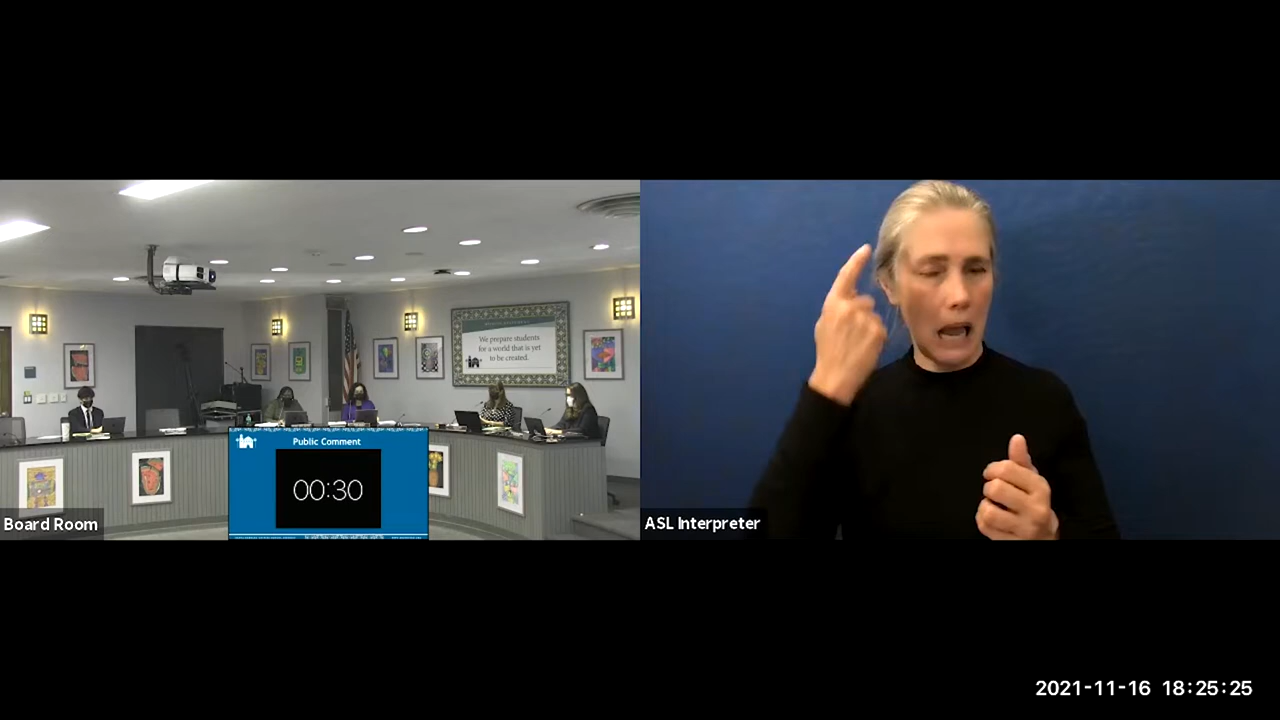 We prepare students
for a world that is yet
to be created.
Public Comment
00:30
Board Room
ASL Interpreter
2021-11-16 18:25:25